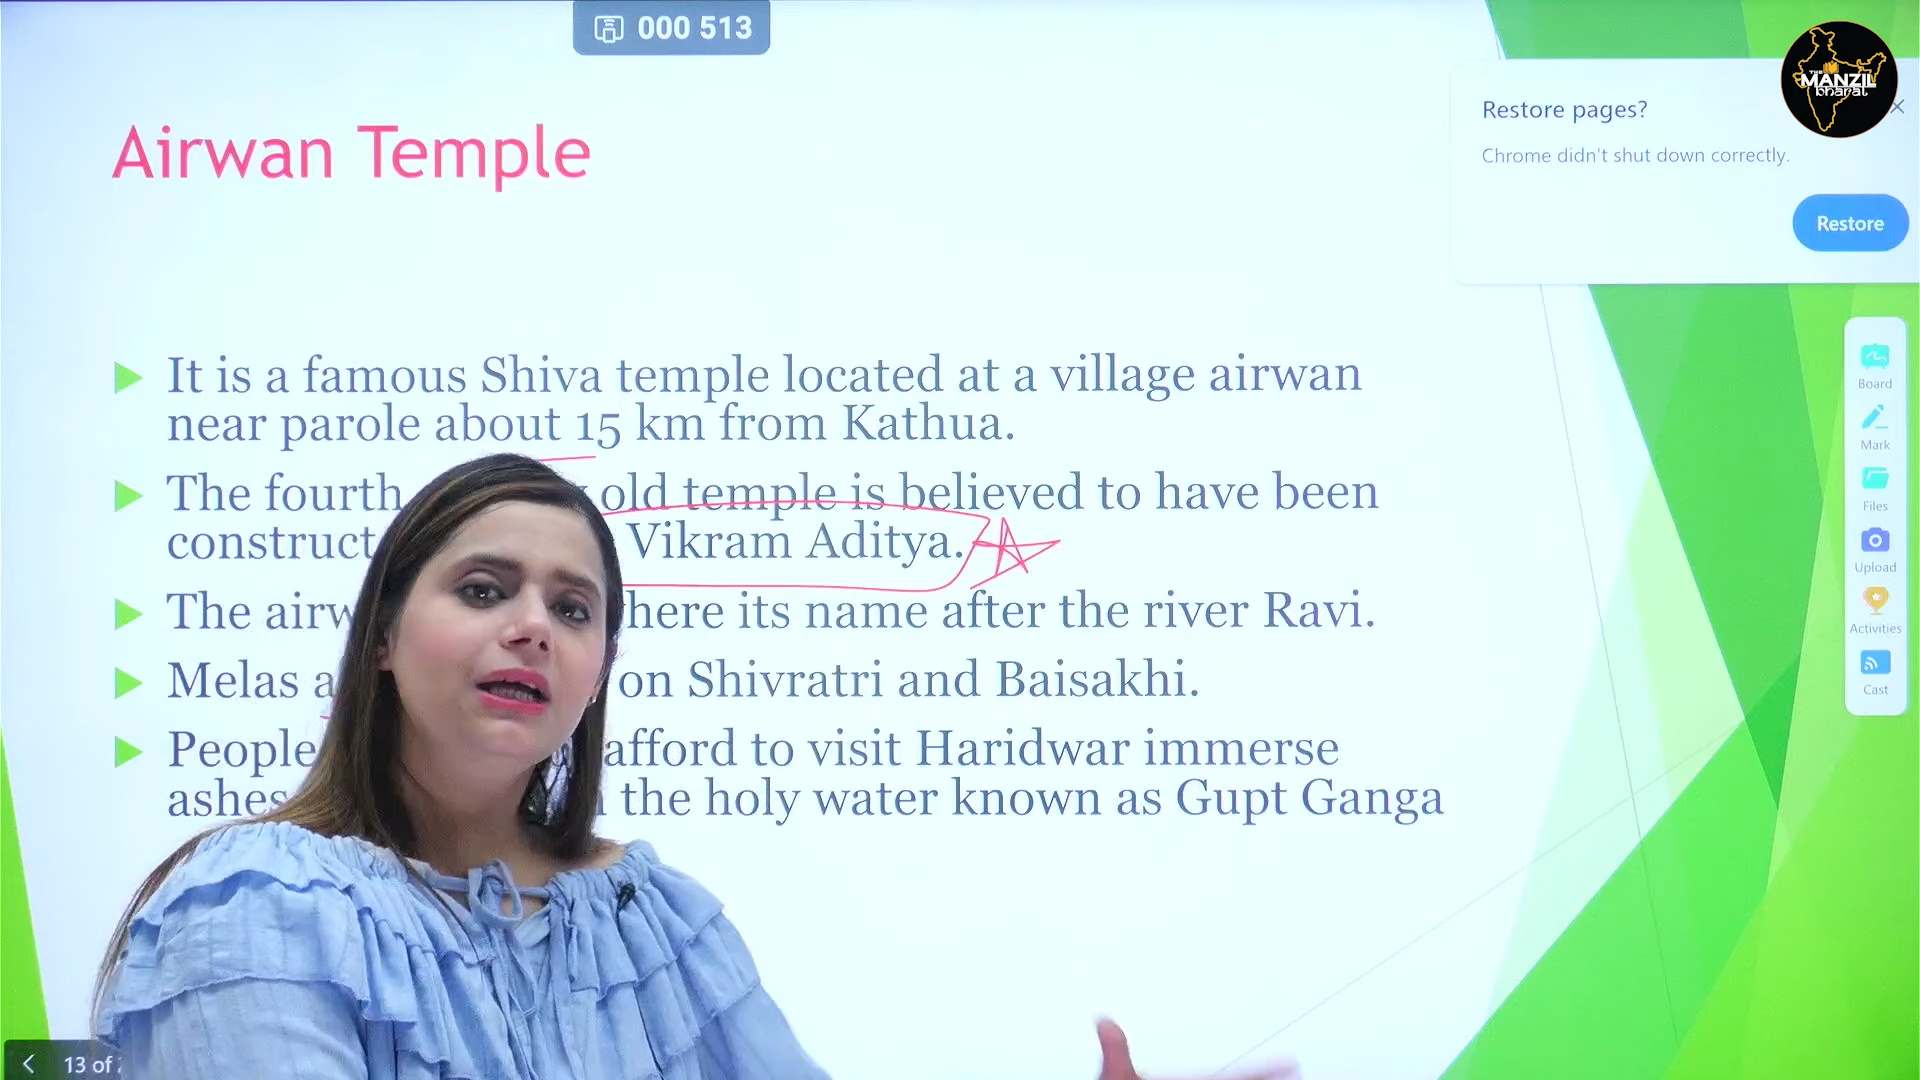 000 513
THE
MANZIL
bharat
Restore pages?
Chrome didn't shut down correctly.
Restore
Airwan Temple
It is a famous Shiva temple located at a village airwan
near parole about 15 km from Kathua.
The fourth old temple is believed to have been
Vikram Aditya.
The here its name after the river Ravi.
Melas on Shivratri and Baisakhi.
People afford to visit Haridwar immerse
ashes the holy water known as Gupt Ganga
Board
Mark
Files
Upload
Activities
Cast
13 of